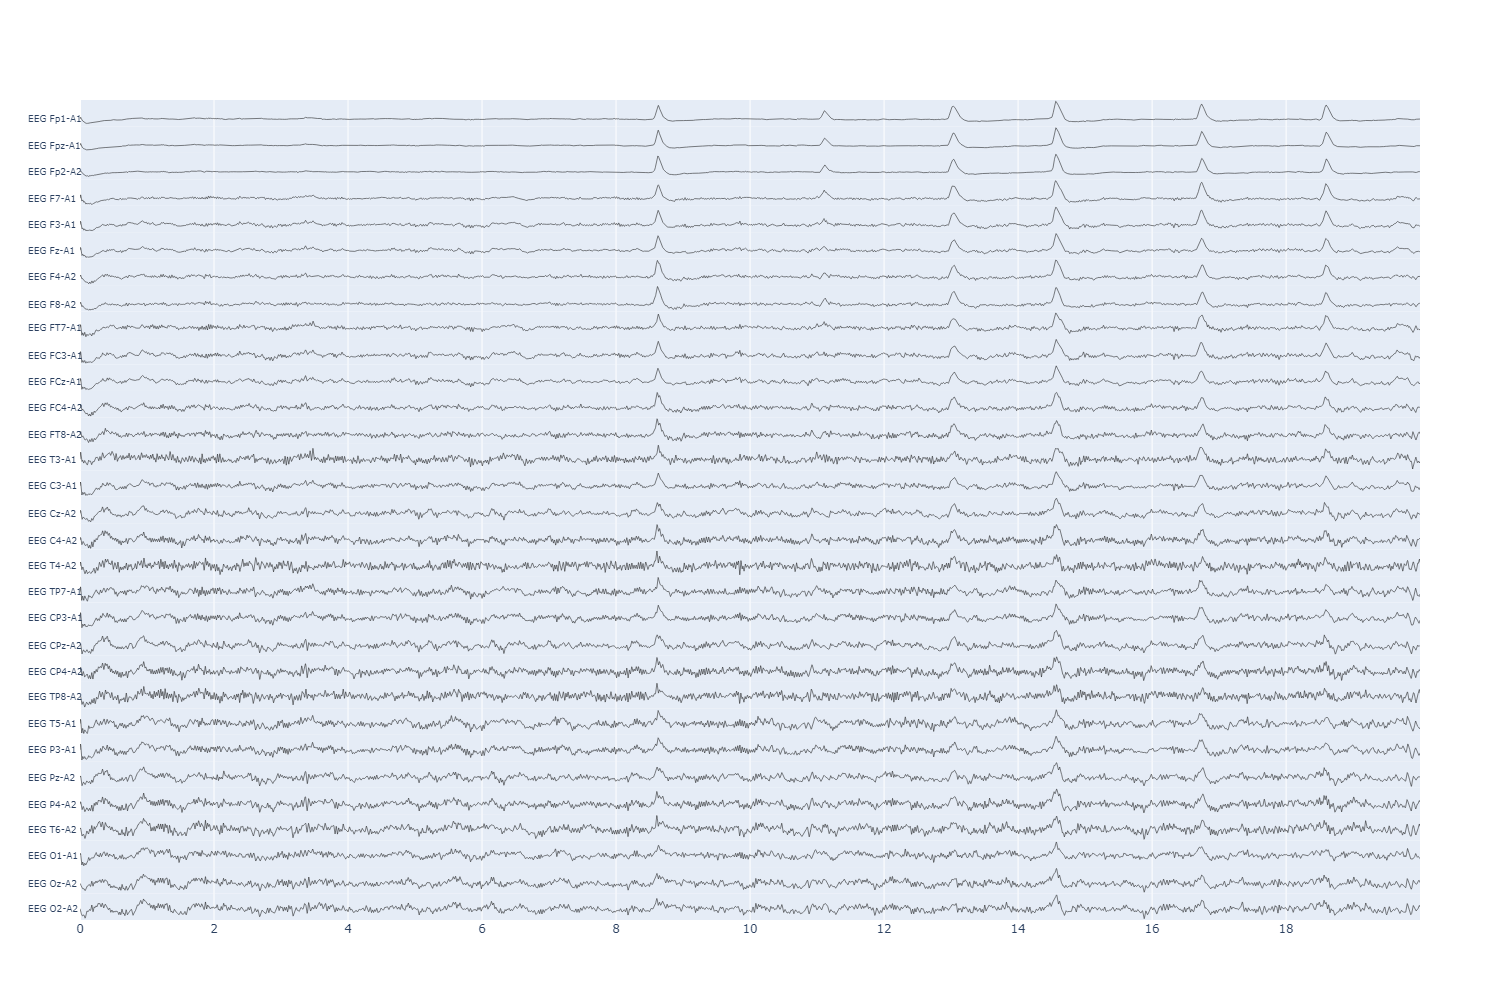 EEG Fp1-A1
EEG Fpz-A1
EEG Fp2-A2
EEG F7-A1
EEG F3-A1
EEG Fz-A1
EEG F4-A2
EEG F8-A2
EEG FT7-A1
EEG FC3-A1
EEG FCz-A1
EEG FC4-A2
EEG FT8-A2
EEG T3-A1
EEG C3-A1
EEG Cz-A2
EEG C4-A2
EEG T4-A2
EEG TP7-A1
EEG CP3-A1
EEG CPz-A2
EEG CP4-A2
EEG TP8-A2
EEG T5-A1
EEG P3-A1
EEG Pz-A2
EEG P4-A2
EEG T6-A2
EEG O1-A1
EEG Oz-A2
EEG O2-A2
0 2 4 6 8 10 12 14 16 18